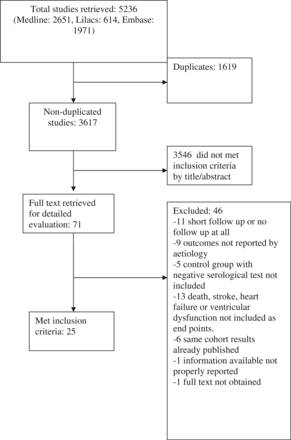 Total studies retrieved: 5236
(Medline: 2651, Lilacs: 614, Embase:
1971)
Duplicates: 1619
Non-duplicated
studies: 3617
3546 did not met
inclusion criteria
by title/abstract
Full text retrieved
for detailed
evaluation: 71
Excluded: 46
-11 short follow up or no
follow up at all
-9 outcomes not reported by
aetiology
-5 control group with
negative serological test not
included
-13 death, stroke, heart
failure or ventricular
dysfunction not included as
end points.
-6 same cohort results
already published
-1 information available not
properly reported
-1 full text not obtained
Met inclusion
criteria: 25